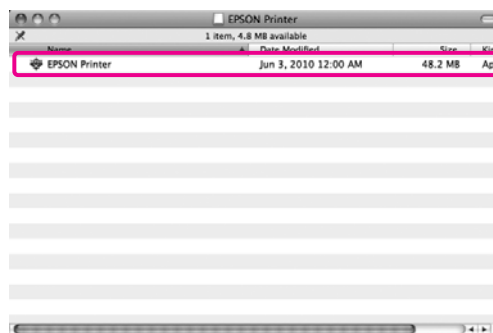 EPSON Printer
1 item, 4.8 MB available
Name Date Modified Size
EPSON Printer Jun 3, 2010 12:00 AM 48.2 MB